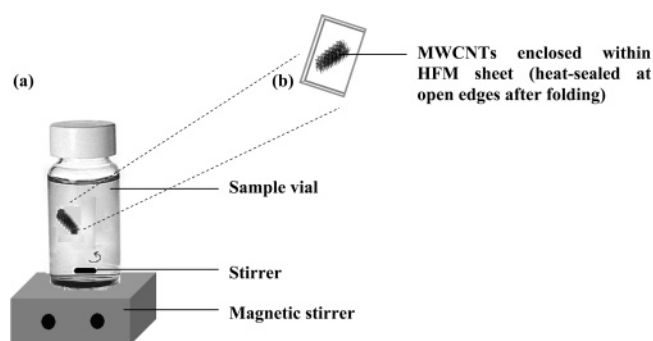 (a)
(b)
MWCNTs enclosed within
HFM sheet (heat-sealed at
open edges after folding)
Sample vial
Stirrer
Magnetic stirrer